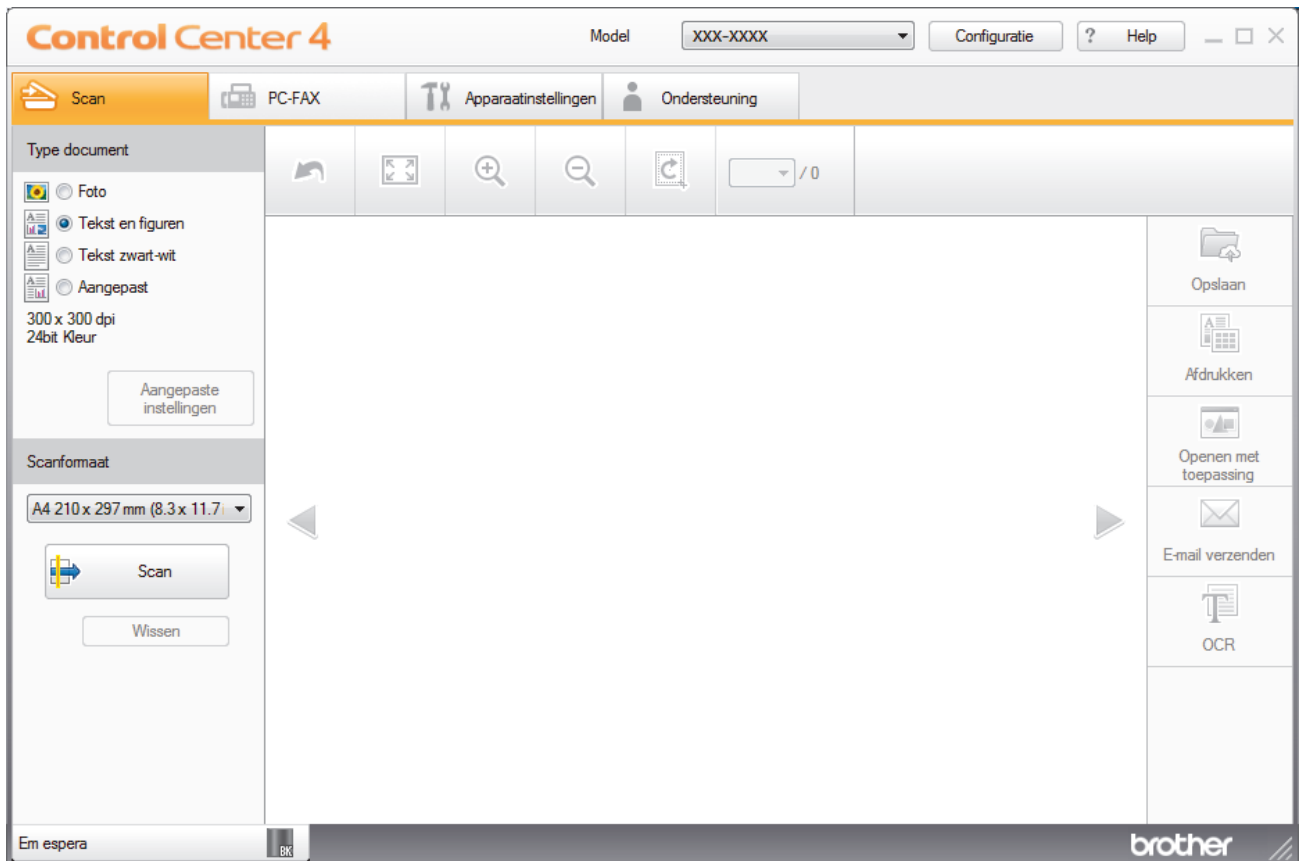 Control Center 4
Model
XXX-XXXX
Configuratie
? Help
Scan
PC-FAX
Apparaatinstellingen
Ondersteuning
Type document
/ 0
Foto
Tekst en figuren
Tekst zwart-wit
Aangepast
300 x 300 dpi
24bit Kleur
Aangepaste
instellingen
Scanformaat
A4 210 x 297 mm (8.3 x 11.7
Scan
Wissen
Opslaan
Afdrukken
Openen met
toepassing
E-mail verzenden
OCR
Em espera
BK
brother